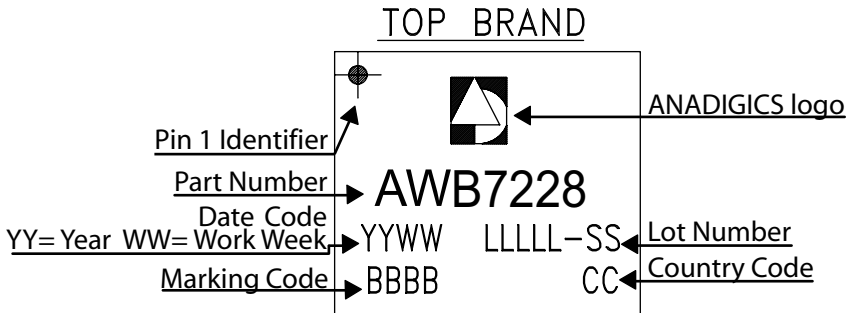 TOP BRAND
ANADIGICS logo
Pin 1 Identifier
Part Number
AWB7228
Date Code
YY= Year WW= Work Week
YYWW LLLLL-SS
Lot Number
Marking Code
BBBB CC
Country Code